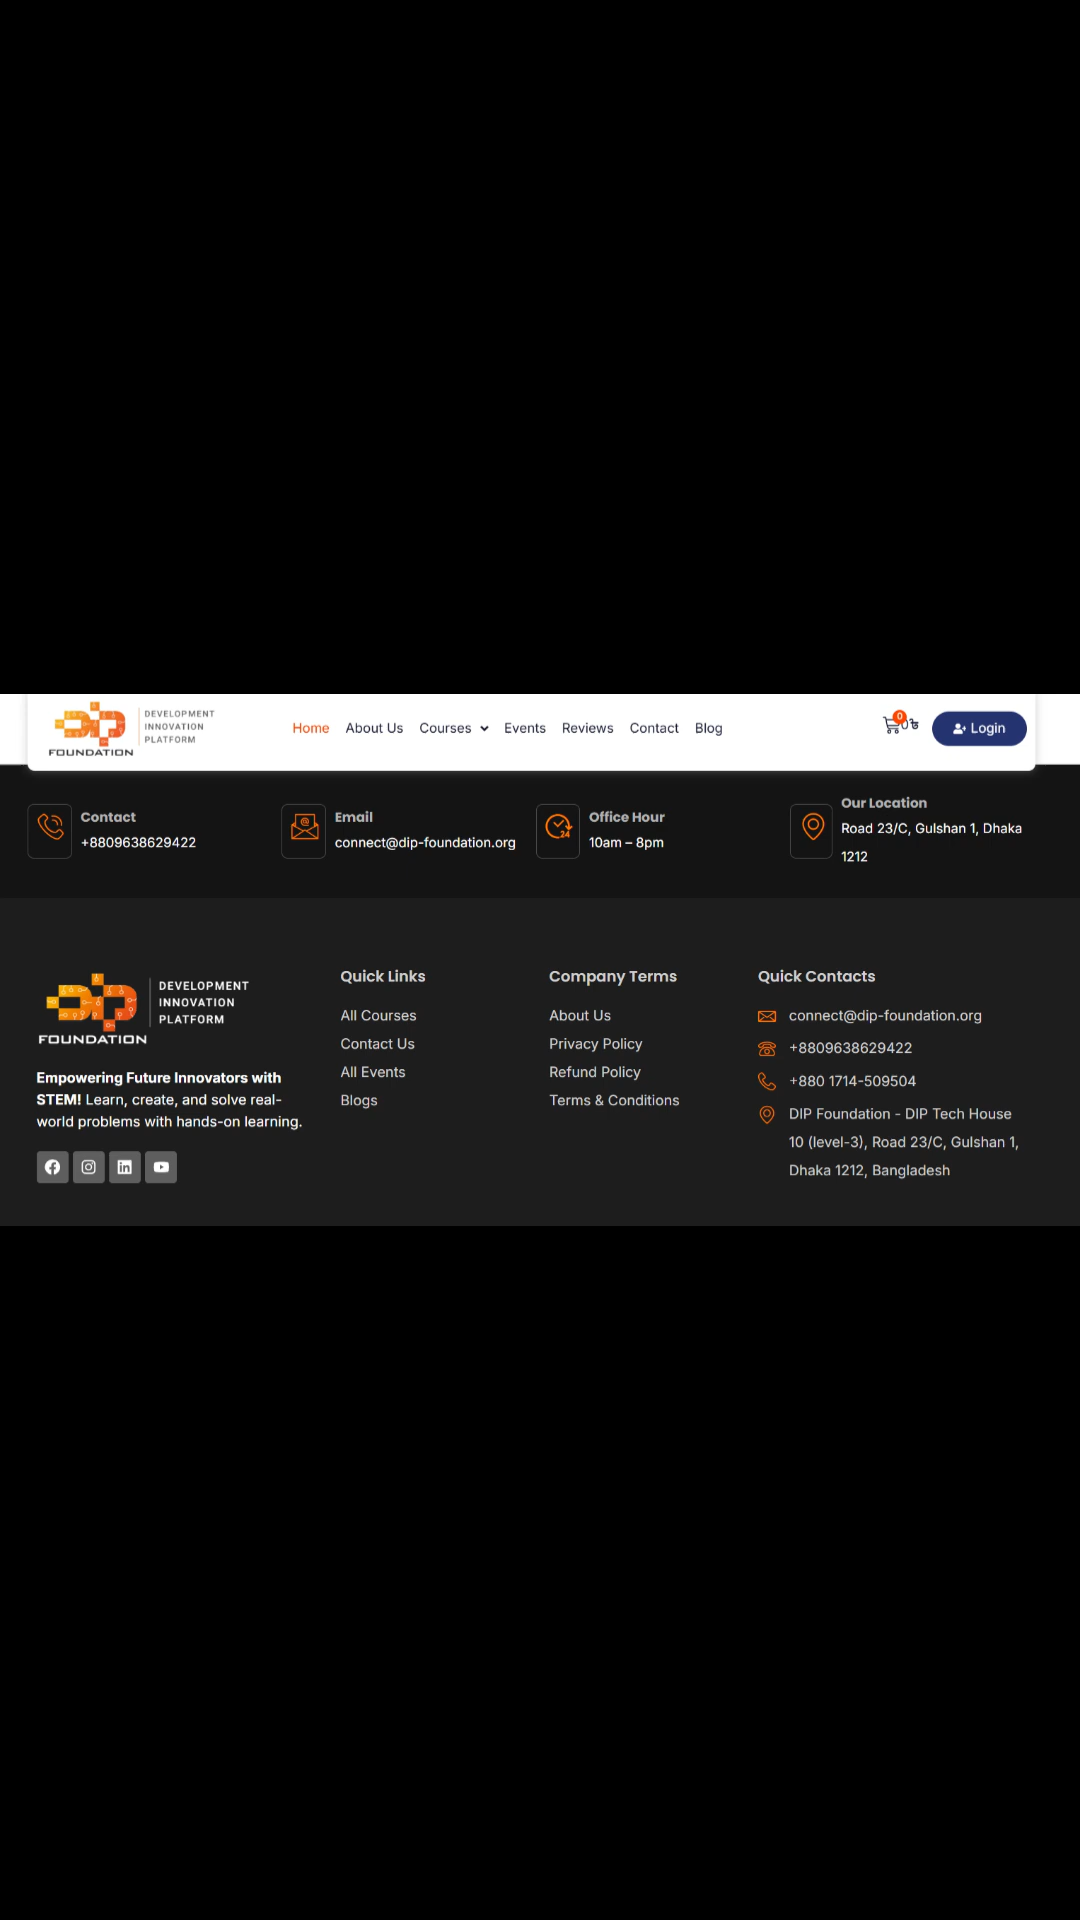 DEVELOPMENT
INNOVATION
PLATFORM
FOUNDATION
Home About Us Courses Events Reviews Contact Blog
0
0৳
Login
Contact
+8809638629422
Email
connect@dip-foundation.org
24
Office Hour
10am – 8pm
Our Location
Road 23/C, Gulshan 1, Dhaka
1212
dip
DEVELOPMENT
INNOVATION
PLATFORM
FOUNDATION
Empowering Future Innovators with
STEM! Learn, create, and solve real-
world problems with hands-on learning.
Quick Links
All Courses
Contact Us
All Events
Blogs
Company Terms
About Us
Privacy Policy
Refund Policy
Terms & Conditions
Quick Contacts
connect@dip-foundation.org
+8809638629422
+880 1714-509504
DIP Foundation - DIP Tech House
10 (level-3), Road 23/C, Gulshan 1,
Dhaka 1212, Bangladesh